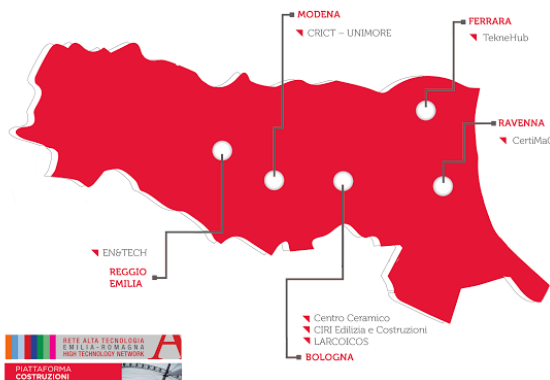 MODENA
CRICT – UNIMORE
FERRARA
TekneHub
RAVENNA
CertiMaC
EN&TECH
REGGIO
EMILIA
Centro Ceramico
CIRI Edilizia e Costruzioni
LARCOICOS
BOLOGNA
RETE ALTA TECNOLOGIA
EMILIA-ROMAGNA
HIGH TECHNOLOGY NETWORK
PIATTAFORMA
COSTRUZIONI